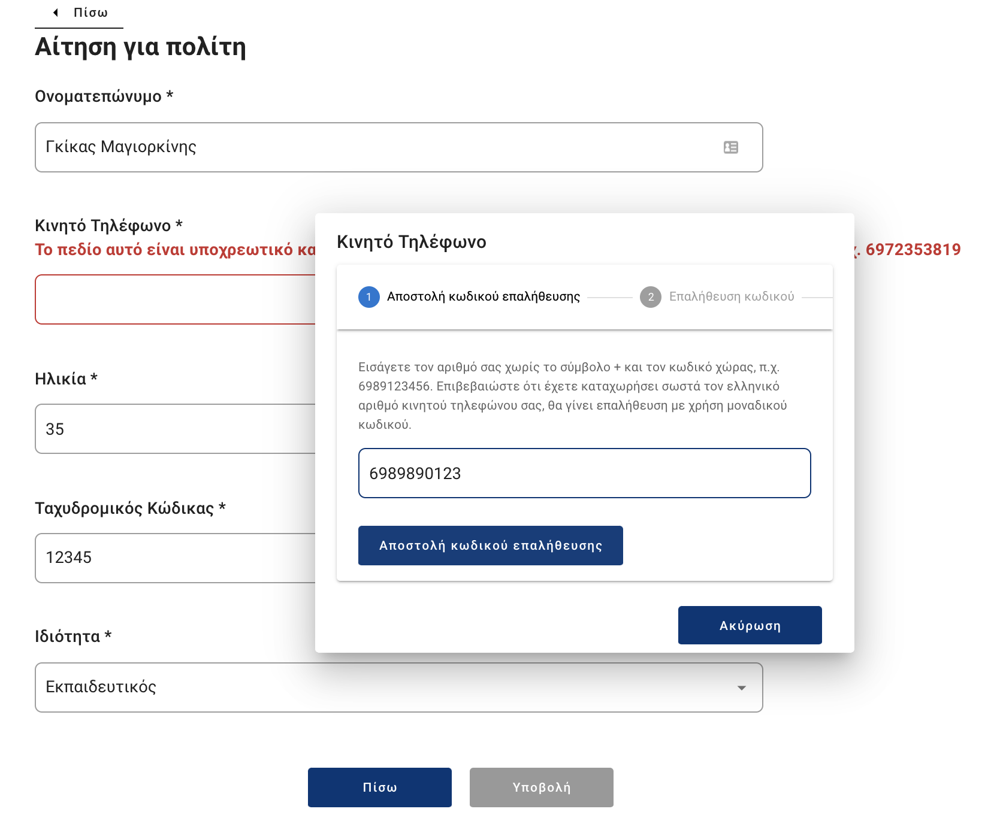 Πίσω
Αίτηση για πολίτη
Ονοματεπώνυμο *
Γκίκας Μαγιορκίνης
Κινητό Τηλέφωνο *
Το πεδίο αυτό είναι υποχρεωτικό 6972353819
Κινητό Τηλέφωνο
1 Αποστολή κωδικού επαλήθευσης 2 Επαλήθευση κωδικού
Εισάγετε τον αριθμό σας χωρίς το σύμβολο + και τον κωδικό χώρας, π.χ.
6989123456. Επιβεβαιώστε ότι έχετε καταχωρήσει σωστά τον ελληνικό
αριθμό κινητού τηλεφώνου σας, θα γίνει επαλήθευση με χρήση μοναδικού
κωδικού.
6989890123
Αποστολή κωδικού επαλήθευσης
Ακύρωση
Ηλικία *
35
Ταχυδρομικός Κώδικας *
12345
Ιδιότητα *
Εκπαιδευτικός
Πίσω Υποβολή